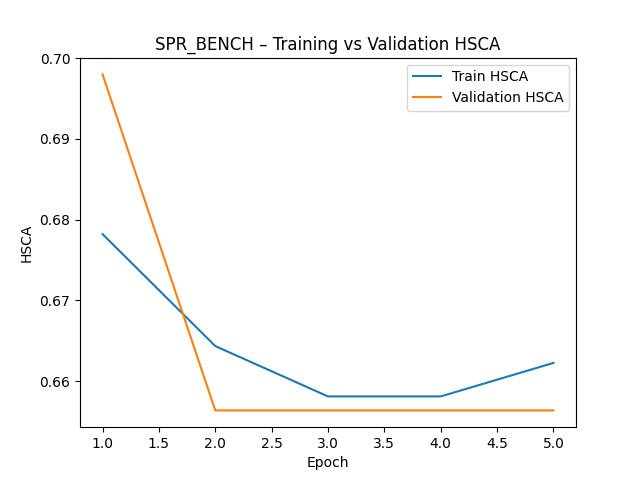 SPR_BENCH – Training vs Validation HSCA
Train HSCA
Validation HSCA
HSCA
0.70
0.69
0.68
0.67
0.66
1.0 1.5 2.0 2.5 3.0 3.5 4.0 4.5 5.0
Epoch